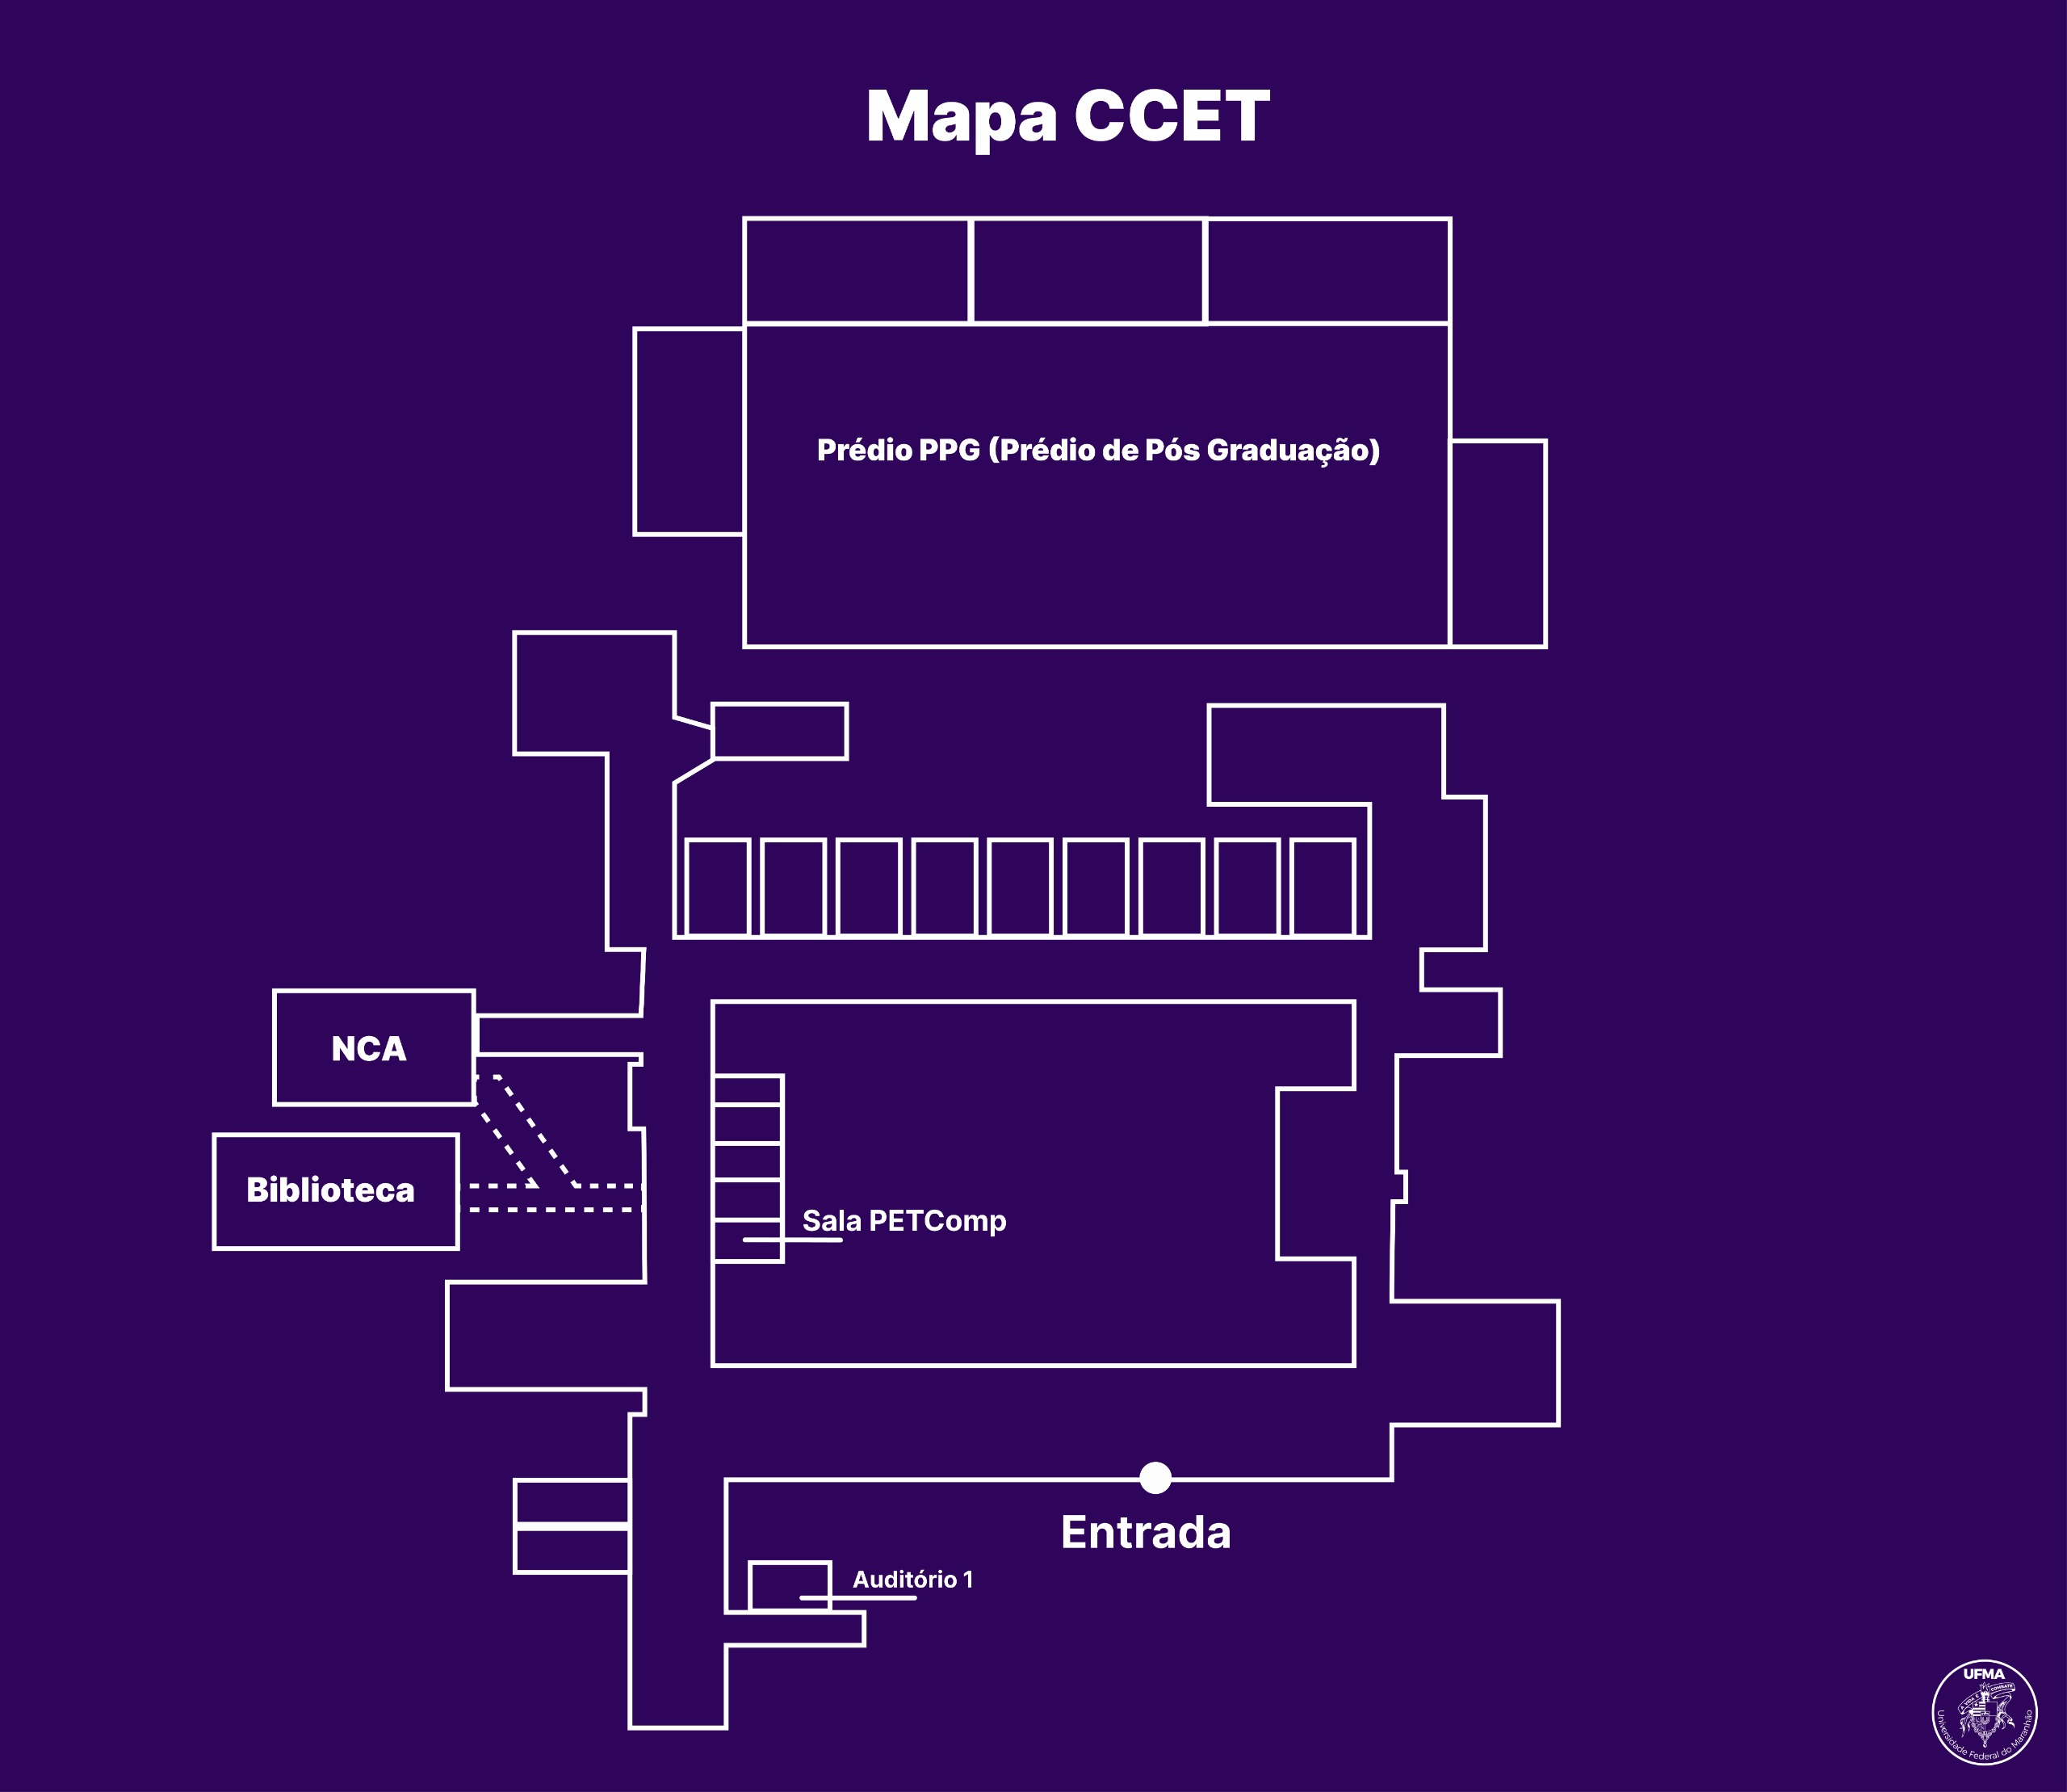 Mapa CCET
Prédio PPG (Prédio de Pós Graduação)
NCA
Biblioteca
Sala PETComp
Entrada
Auditório 1
UFMA
Universidade Federal do Maranhão